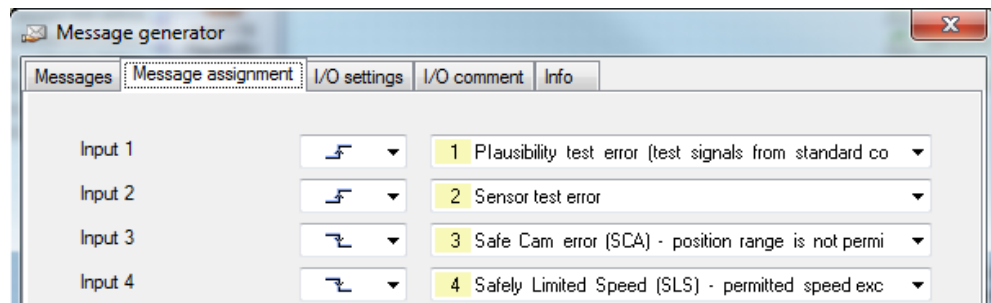 Message generator
Messages Message assignment I/O settings I/O comment Info
Input 1 1 Plausibility test error (test signals from standard co
Input 2 2 Sensor test error
Input 3 3 Safe Cam error (SCA) - position range is not permi
Input 4 4 Safely Limited Speed (SLS) - permitted speed exc